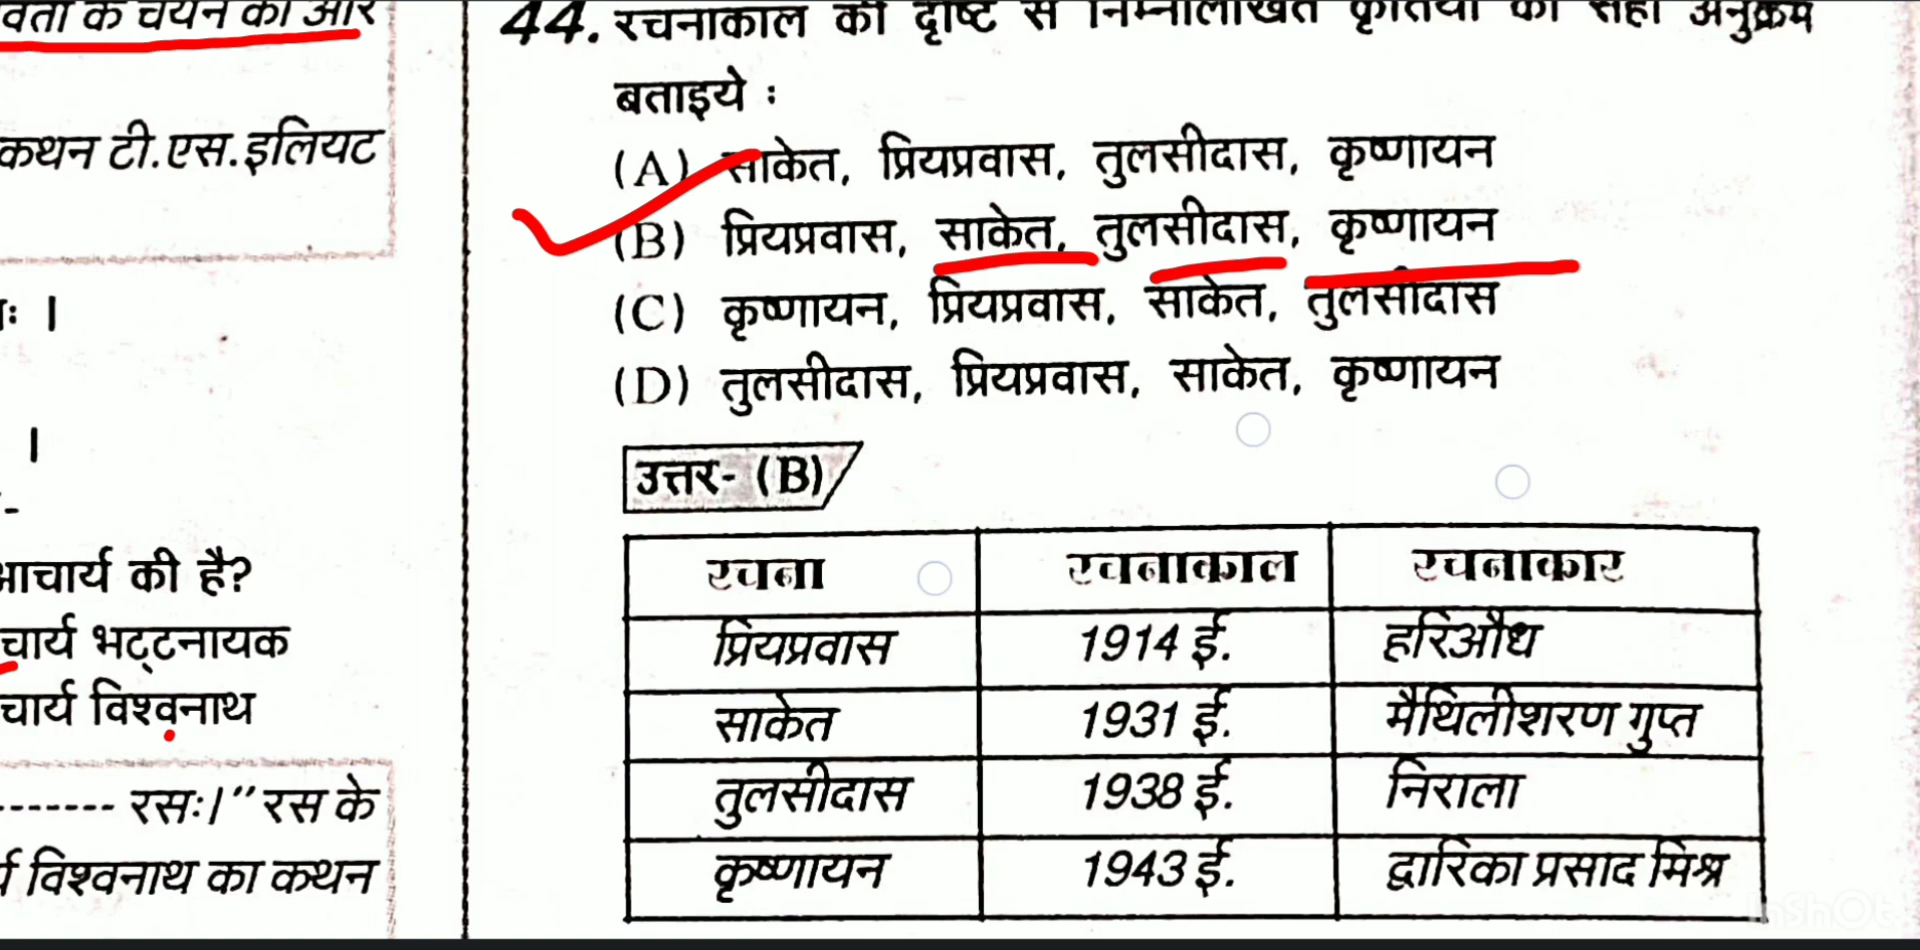 कथन टी.एस.इलियट
आचार्य की है?
चार्य भट्टनायक
चार्य विश्वनाथ
------- रसः।” रस के
विश्वनाथ का कथन
44. रचनाकाल की दृष्टि से निम्नलिखित कृतियों का सही अनुक्रम
बताइये :
(A) साकेत, प्रियप्रवास, तुलसीदास, कृष्णायन
(B) प्रियप्रवास, साकेत, तुलसीदास, कृष्णायन
(C) कृष्णायन, प्रियप्रवास, साकेत, तुलसीदास
(D) तुलसीदास, प्रियप्रवास, साकेत, कृष्णायन
उत्तर- (B)
रचना रचनाकाल रचनाकार
प्रियप्रवास 1914 ई. हरिऔध
साकेत 1931 ई. मैथिलीशरण गुप्त
तुलसीदास 1938 ई. निराला
कृष्णायन 1943 ई. द्वारिका प्रसाद मिश्र
InShOt